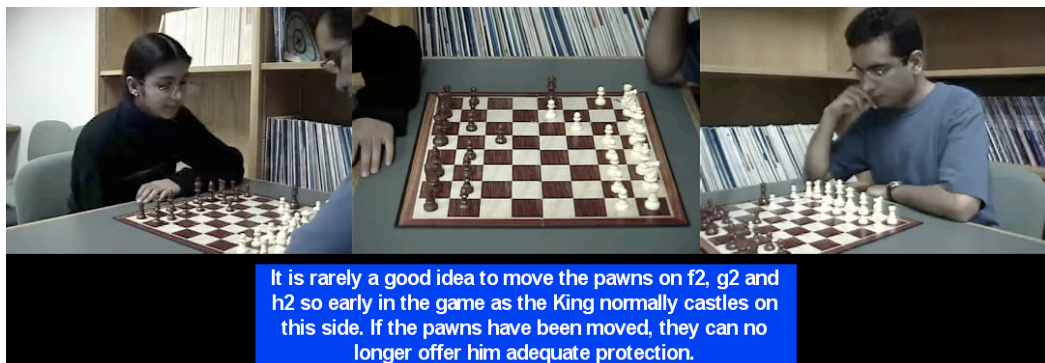 It is rarely a good idea to move the pawns on f2, g2 and
h2 so early in the game as the King normally castles on
this side. If the pawns have been moved, they can no
longer offer him adequate protection.